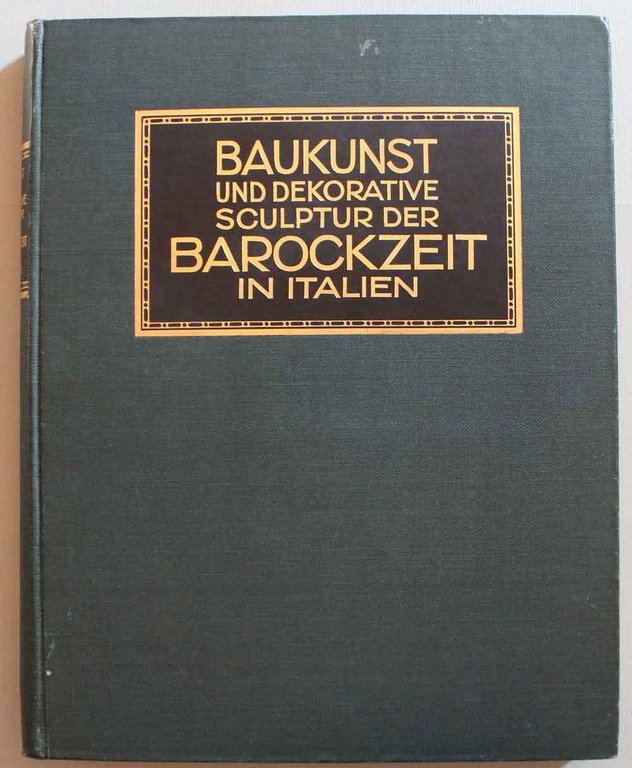 BAUKUNST
UND DEKORATIVE
SCULPTUR DER
BAROCKZEIT
IN ITALIEN